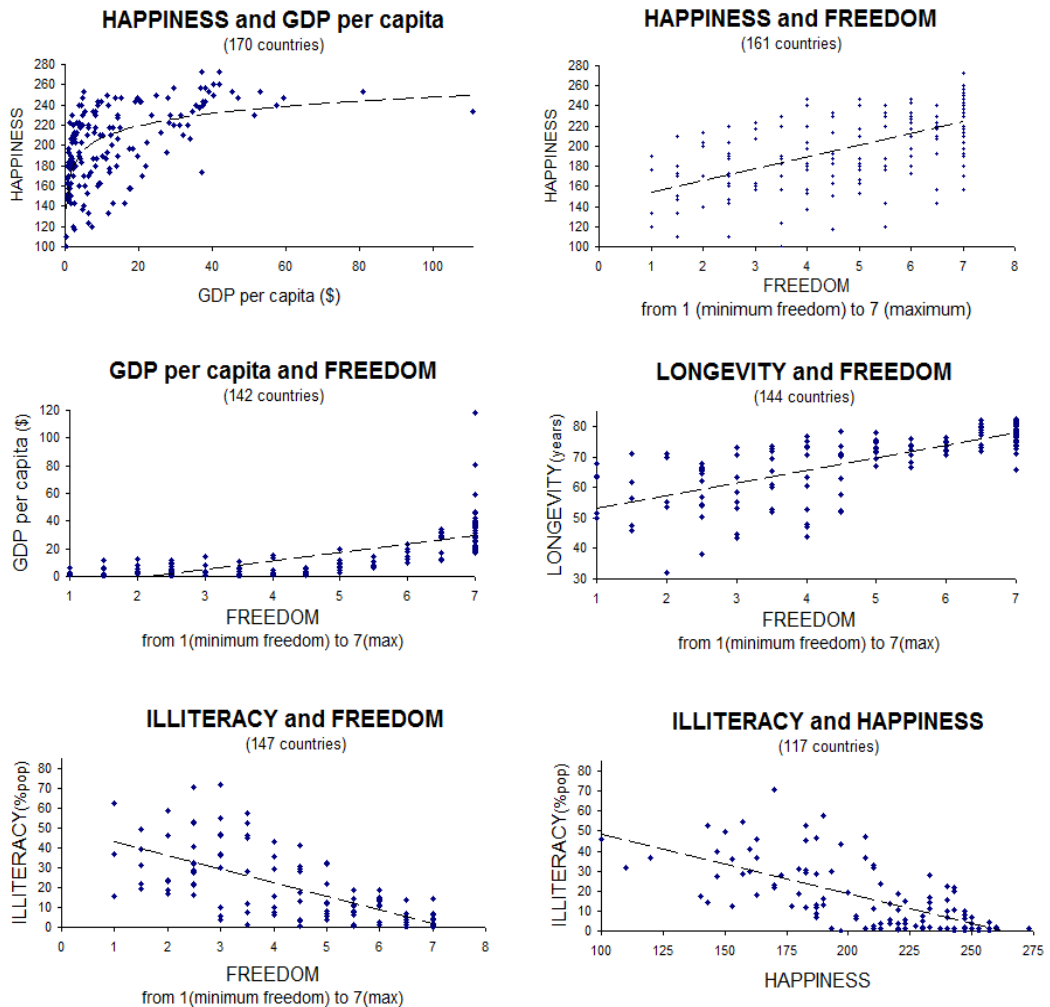 HAPPINESS and GDP per capita
(170 countries)
HAPPINESS
280
260
240
220
200
180
160
140
120
100
0 20 40 60 80 100
GDP per capita ($)
HAPPINESS and FREEDOM
(161 countries)
HAPPINESS
280
260
240
220
200
180
160
140
120
100
0 1 2 3 4 5 6 7 8
FREEDOM
from 1 (minimum freedom) to 7 (maximum)
GDP per capita and FREEDOM
(142 countries)
GDP per capita ($)
120
100
80
60
40
20
0
1 2 3 4 5 6 7
FREEDOM
from 1(minimum freedom) to 7(max)
LONGEVITY and FREEDOM
(144 countries)
LONGEVITY(years)
80
70
60
50
40
30
1 2 3 4 5 6 7
FREEDOM
from 1(minimum freedom) to 7(max)
ILLITERACY and FREEDOM
(147 countries)
ILLITERACY(%pop)
80
70
60
50
40
30
20
10
0
0 1 2 3 4 5 6 7 8
FREEDOM
from 1(minimum freedom) to 7(max)
ILLITERACY and HAPPINESS
(117 countries)
ILLITERACY(%pop)
80
70
60
50
40
30
20
10
0
100 125 150 175 200 225 250 275
HAPPINESS